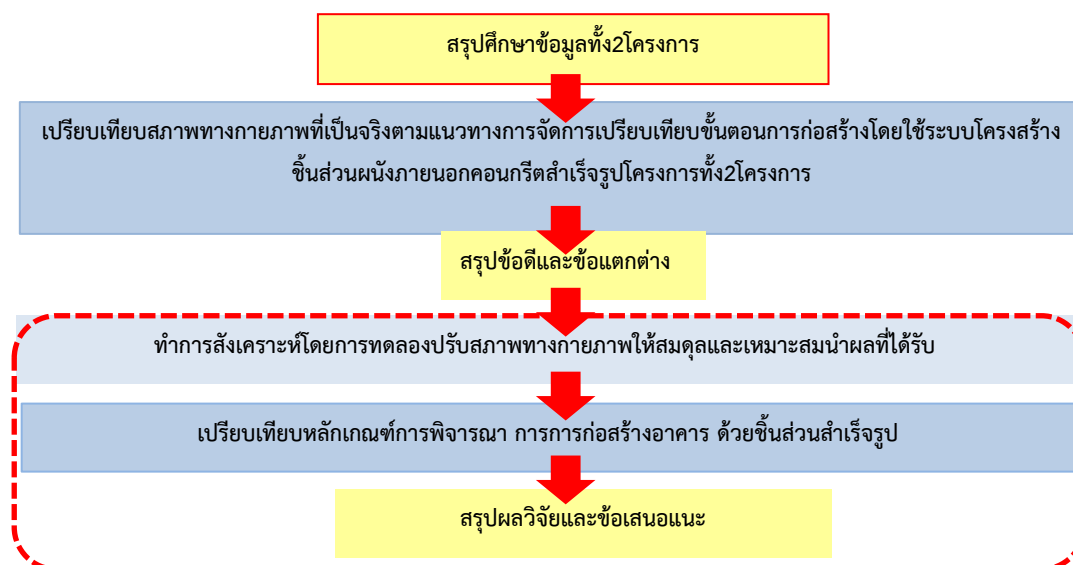 สรุปศึกษาข้อมูลทั้ง2โครงการ
เปรียบเทียบสภาพทางกายภาพที่เป็นจริงตามแนวทางการจัดการเปรียบเทียบขั้นตอนการก่อสร้างโดยใช้ระบบโครงสร้าง
ชิ้นส่วนผนังภายนอกคอนกรีตสำเร็จรูปโครงการทั้ง2โครงการ
สรุปข้อดีและข้อแตกต่าง
ทำการสังเคราะห์โดยการทดลองปรับสภาพทางกายภาพให้สมดุลและเหมาะสมนำผลที่ได้รับ
เปรียบเทียบหลักเกณฑ์การพิจารณา การการก่อสร้างอาคาร ด้วยชิ้นส่วนสำเร็จรูป
สรุปผลวิจัยและข้อเสนอแนะ